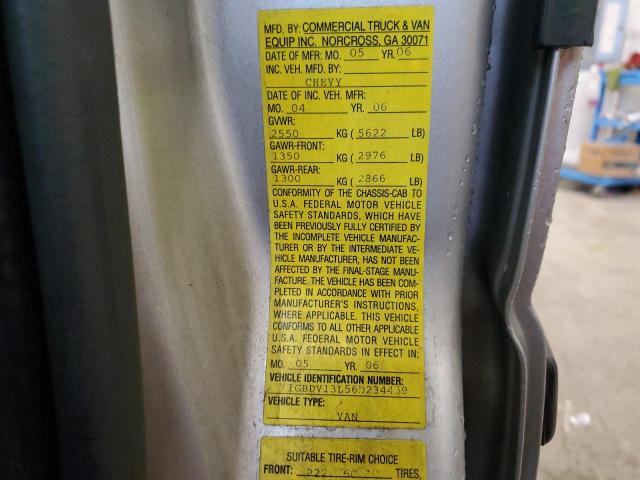 MFD. BY: COMMERCIAL TRUCK & VAN
EQUIP INC. NORCROSS, GA 30071
DATE OF MFR: MO. 05 YR. 06
INC. VEH. MFD. BY:
CHEVY
DATE OF INC. VEH. MFR:
MO. 04 YR. 06
GVWR:
2550 KG ( 5622 LB)
GAWR-FRONT:
1350 KG ( 2976 LB)
GAWR-REAR:
1300 KG ( 2866 LB)
CONFORMITY OF THE CHASSIS-CAB TO
U.S.A. FEDERAL MOTOR VEHICLE
SAFETY STANDARDS, WHICH HAVE
BEEN PREVIOUSLY FULLY CERTIFIED BY
THE INCOMPLETE VEHICLE MANUFAC-
TURER OR BY THE INTERMEDIATE VE-
HICLE MANUFACTURER, HAS NOT BEEN
AFFECTED BY THE FINAL-STAGE MANU-
FACTURE. THE VEHICLE HAS BEEN COM-
PLETED IN ACCORDANCE WITH PRIOR
MANUFACTURER'S INSTRUCTIONS,
WHERE APPLICABLE. THIS VEHICLE
CONFORMS TO ALL OTHER APPLICABLE
U.S.A. FEDERAL MOTOR VEHICLE
SAFETY STANDARDS IN EFFECT IN:
MO. 05 YR. 06
VEHICLE IDENTIFICATION NUMBER:
VEHICLE TYPE:
VAN
SUITABLE TIRE-RIM CHOICE
FRONT: TIRES,